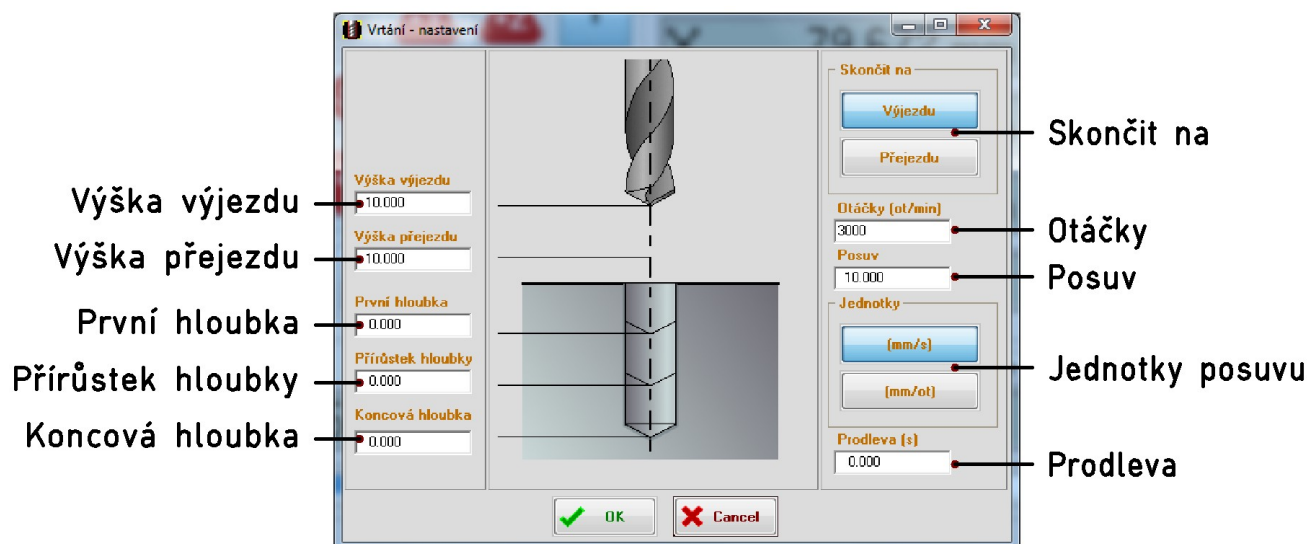 Vrtání - nastavení
Skončit na
Výjezdu
Přejezdu
Skončit na
Výška výjezdu
Výška výjezdu
10.000
Otáčky (ot/min)
3000
Otáčky
Výška přejezdu
Výška přejezdu
10.000
Posuv
10.000
Posuv
První hloubka
První hloubka
0.000
Jednotky
(mm/s)
(mm/ot)
Jednotky posuvu
Přírůstek hloubky
Přírůstek hloubky
0.000
Koncová hloubka
Koncová hloubka
0.000
Prodleva (s)
0.000
Prodleva
OK
Cancel